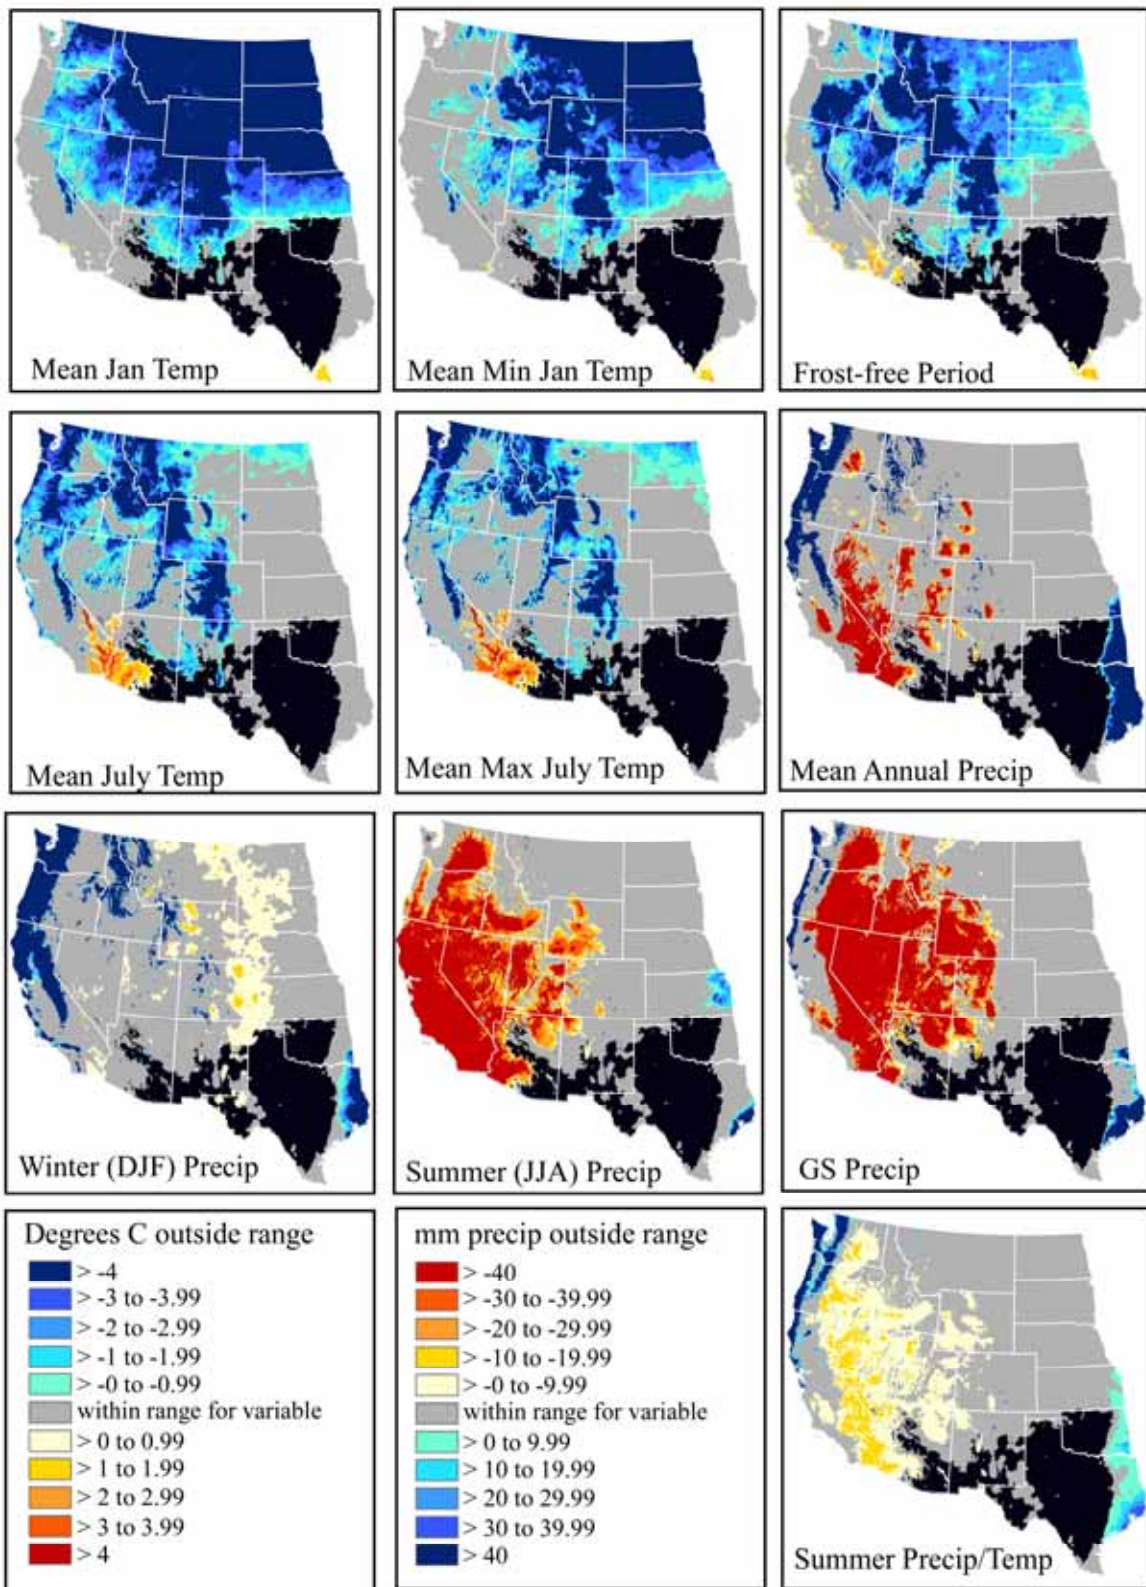 Mean Jan Temp
Mean Min Jan Temp
Frost-free Period
Mean July Temp
Mean Max July Temp
Mean Annual Precip
Winter (DJF) Precip
Summer (JJA) Precip
GS Precip
Degrees C outside range
> -4
> -3 to -3.99
> -2 to -2.99
> -1 to -1.99
> -0 to -0.99
within range for variable
> 0 to 0.99
> 1 to 1.99
> 2 to 2.99
> 3 to 3.99
> 4
mm precip outside range
> -40
> -30 to -39.99
> -20 to -29.99
> -10 to -19.99
> -0 to -9.99
within range for variable
> 0 to 9.99
> 10 to 19.99
> 20 to 29.99
> 30 to 39.99
> 40
Summer Precip/Temp